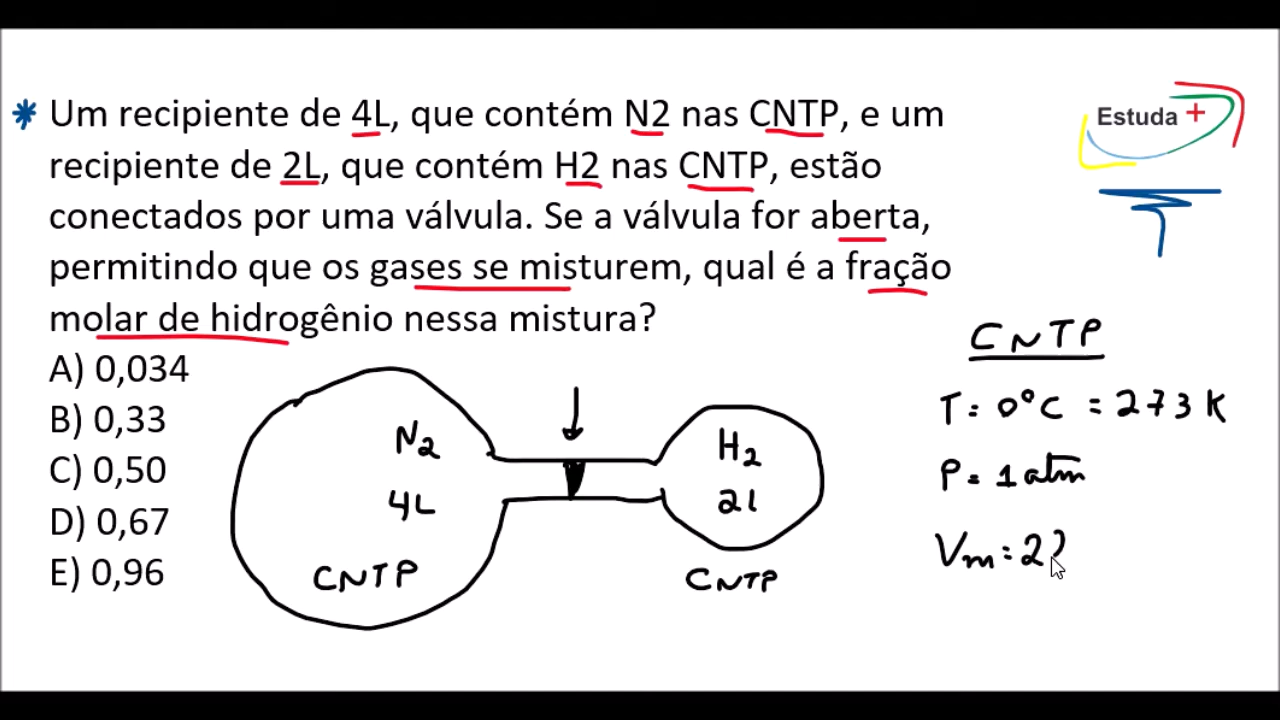 * Um recipiente de 4L, que contém N2 nas CNTP, e um
recipiente de 2L, que contém H2 nas CNTP, estão
conectados por uma válvula. Se a válvula for aberta,
permitindo que os gases se misturem, qual é a fração
molar de hidrogênio nessa mistura?
A) 0,034
B) 0,33
C) 0,50
D) 0,67
E) 0,96
Estuda +
N2
4L
CNTP
H2
2L
CNTP
CNTP
T = 0°C = 273 K
P = 1 atm
Vm = 22